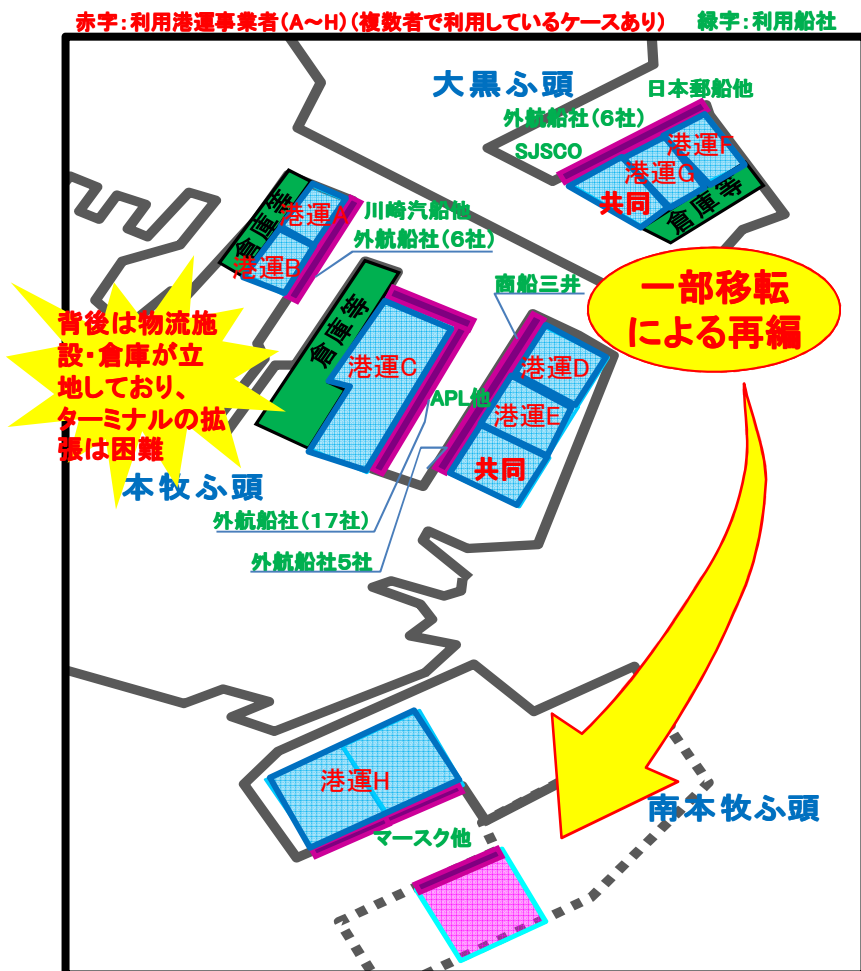 赤字：利用港運事業者（A～H）（複数者で利用しているケースあり）　緑字：利用船社
大黒ふ頭
日本郵船他
外航船社（6社）
SJSCO
港運F
港運G
共同
倉庫等
倉庫等
港運A
港運B
川崎汽船他
外航船社（6社）
一部移転
による再編
商船三井
倉庫等
港運C
港運D
港運E
共同
APL他
背後は物流施
設・倉庫が立
地しており、
ターミナルの拡
張は困難
本牧ふ頭
外航船社（17社）
外航船社5社
港運H
マースク他
南本牧ふ頭